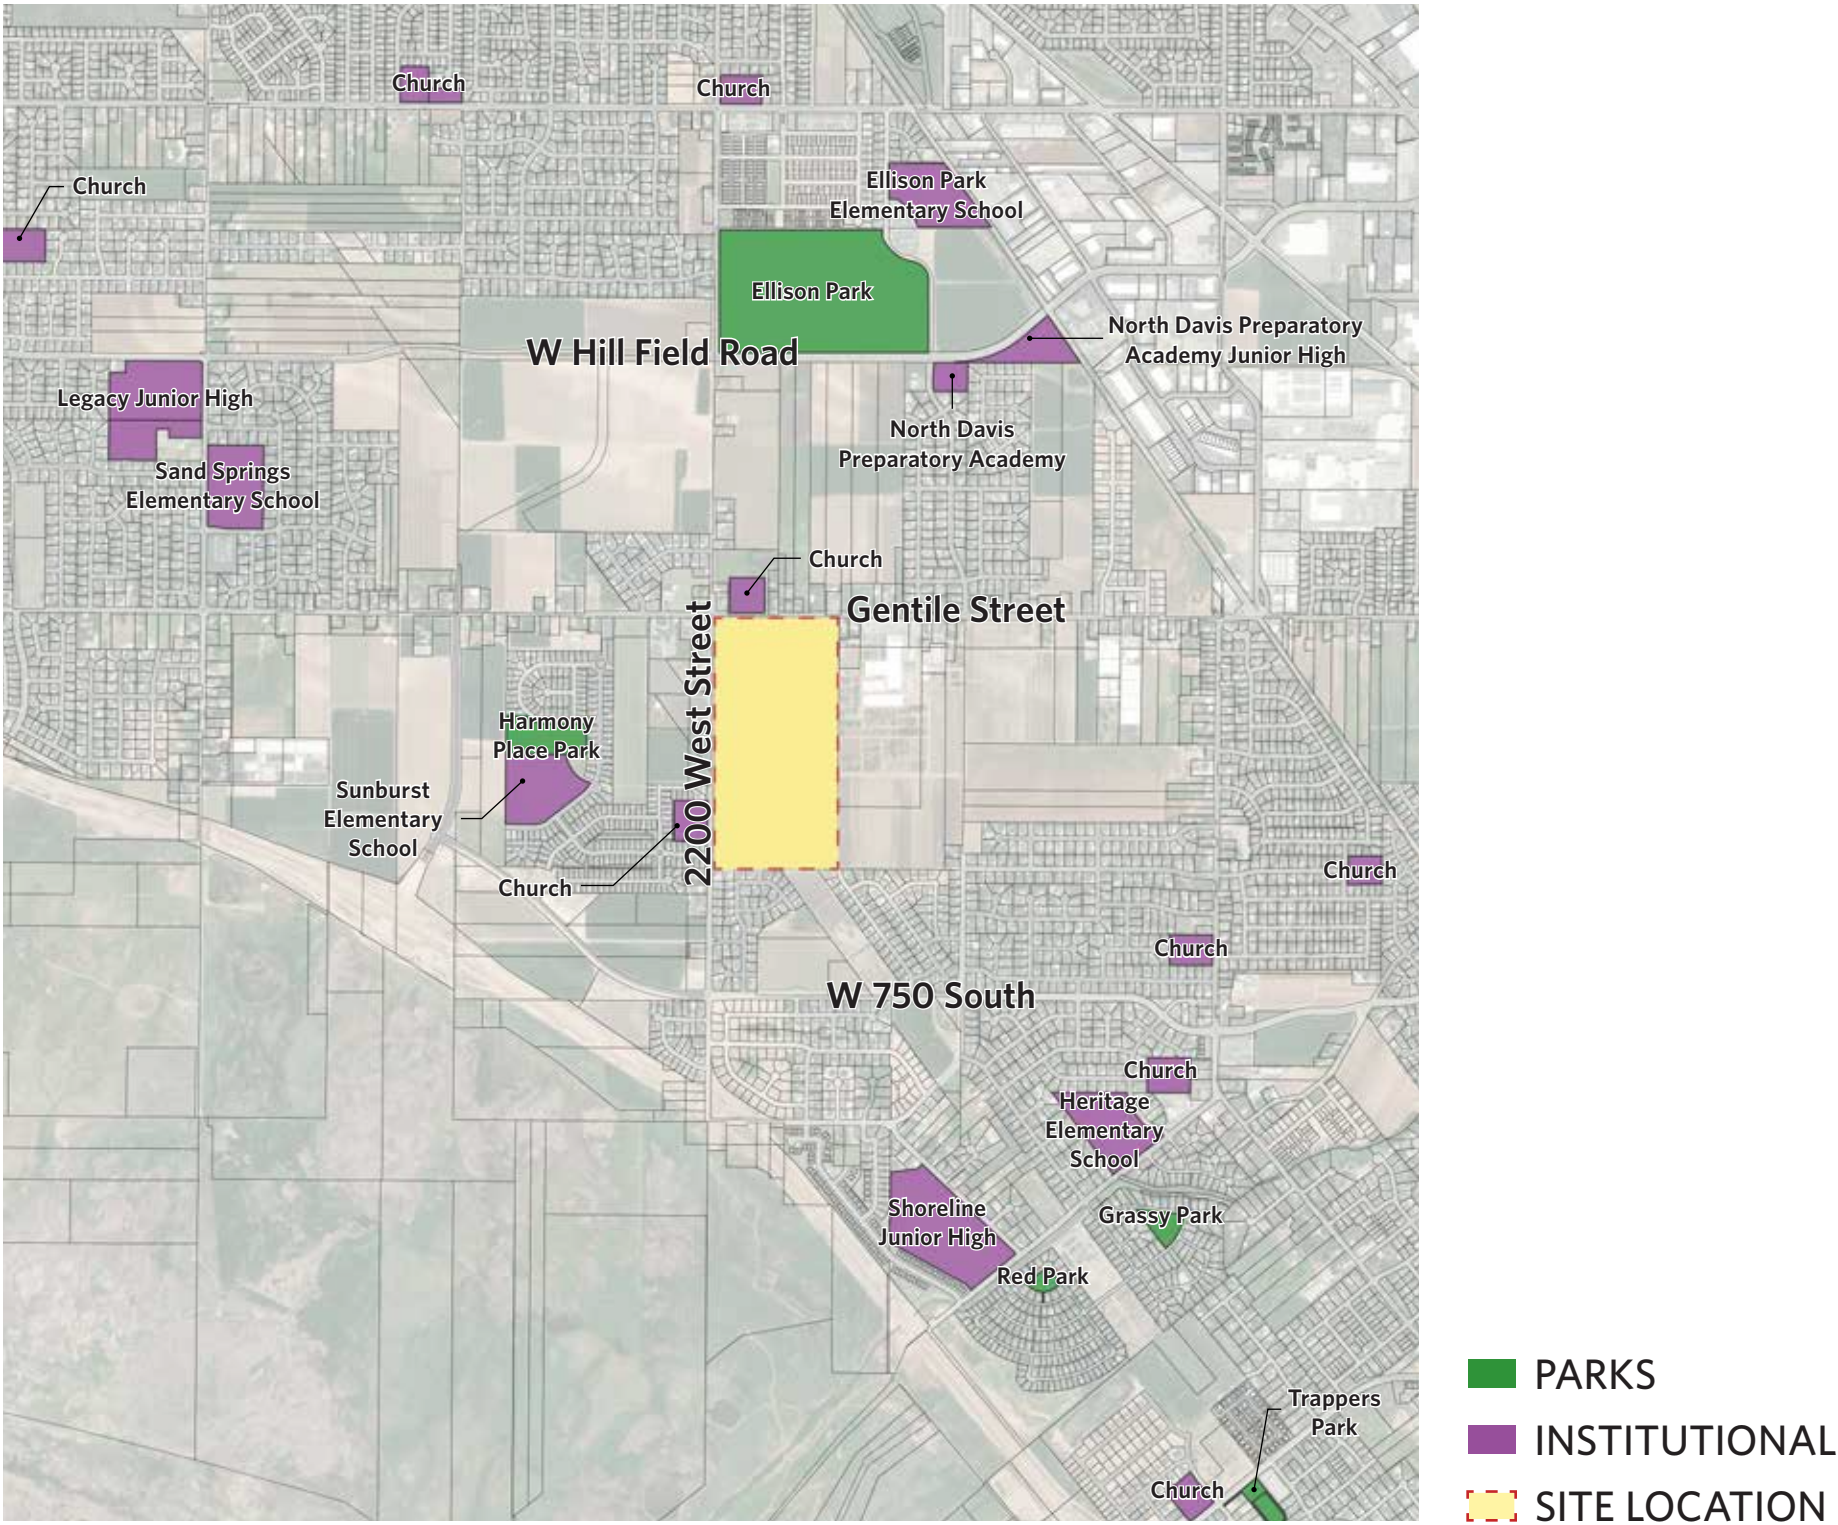 Church
Church
Church
Ellison Park
Elementary School
Ellison Park
North Davis Preparatory
Academy Junior High
W Hill Field Road
Legacy Junior High
North Davis
Preparatory Academy
Sand Springs
Elementary School
Church
Gentile Street
2200 West Street
Harmony
Place Park
Sunburst
Elementary
School
Church
Church
Church
W 750 South
Church
Heritage
Elementary
School
Shoreline
Junior High
Grassy Park
Red Park
Trappers
Park
Church
PARKS
INSTITUTIONAL
SITE LOCATION